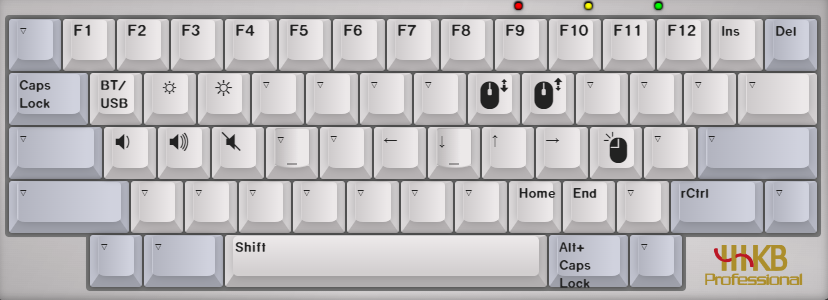 ▿ F1 F2 F3 F4 F5 F6 F7 F8 F9 F10 F11 F12 Ins Del
Caps
Lock
BT/
USB
▿ ▿ ▿ ▿ ▿ ▿ ▿ ▿
▿ ▿ ▿ ← ↓ ↑ → ▿ ▿
▿ ▿ ▿ ▿ ▿ ▿ ▿ ▿ Home End ▿ rCtrl ▿
▿ ▿ Shift
Alt+
Caps
Lock
▿
HHKB
Professional